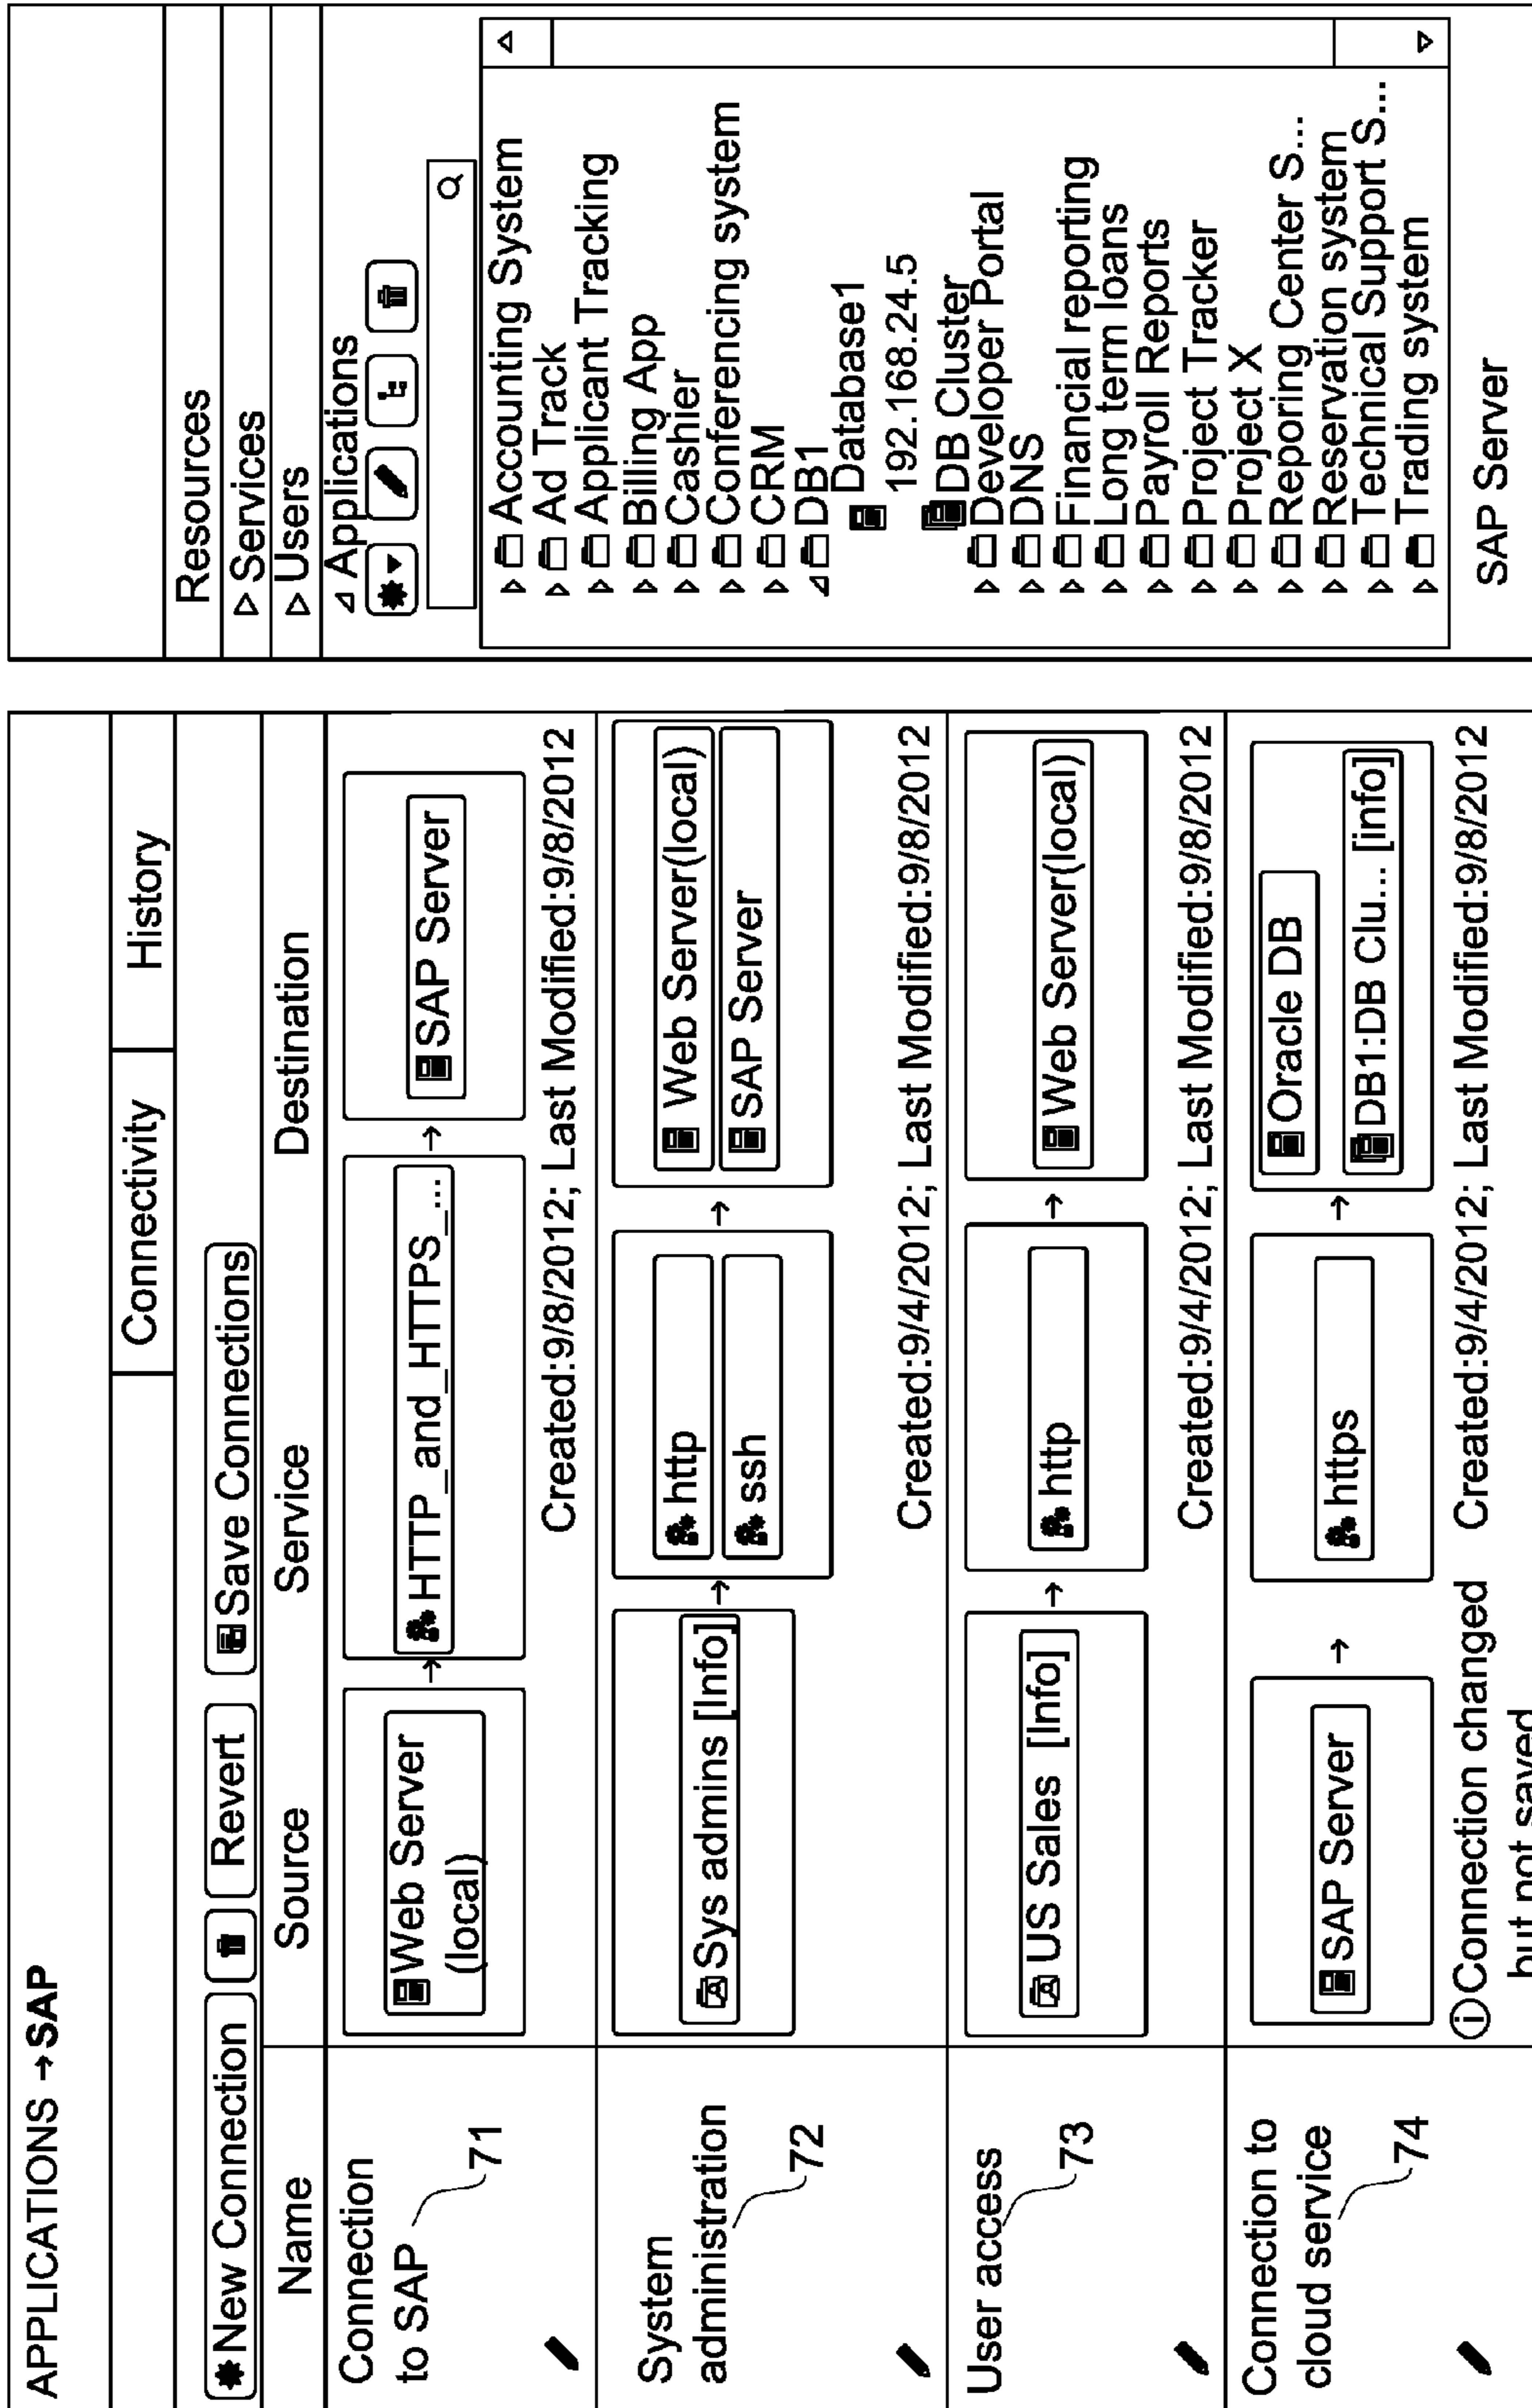 APPLICATIONS → SAP
Connectivity
History
New Connection
Revert
Save Connections
Name
Source
Service
Destination
Connection
to SAP
71
Web Server
(local)
→
HTTP_and_HTTPS_...
→
SAP Server
Created:9/8/2012; Last Modified:9/8/2012
System
administration
72
Sys admins [Info]
→
http
ssh
→
Web Server(local)
SAP Server
Created:9/4/2012; Last Modified:9/8/2012
User access
73
US Sales [Info]
→
http
→
Web Server(local)
Created:9/4/2012; Last Modified:9/8/2012
Connection to
cloud service
74
SAP Server
→
https
→
Oracle DB
DB1:DB Clu... [info]
Connection changed
but not saved
Created:9/4/2012; Last Modified:9/8/2012
Resources
Services
Users
Applications
Accounting System
Ad Track
Applicant Tracking
Billing App
Cashier
Conferencing system
CRM
DB1
Database1
192.168.24.5
DB Cluster
Developer Portal
DNS
Financial reporting
Long term loans
Payroll Reports
Project Tracker
Project X
Reporing Center S...
Reservation system
Technical Support S...
Trading system
SAP Server